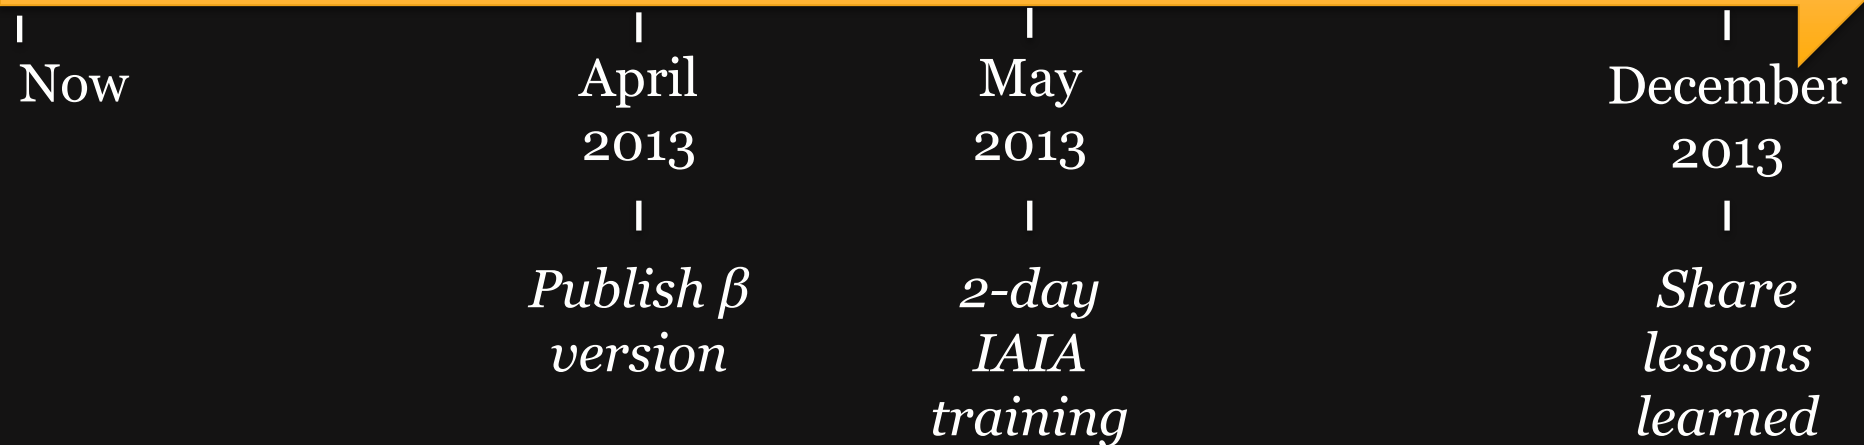 Now
April
2013
Publish β
version
May
2013
2-day
IAIA
training
December
2013
Share
lessons
learned